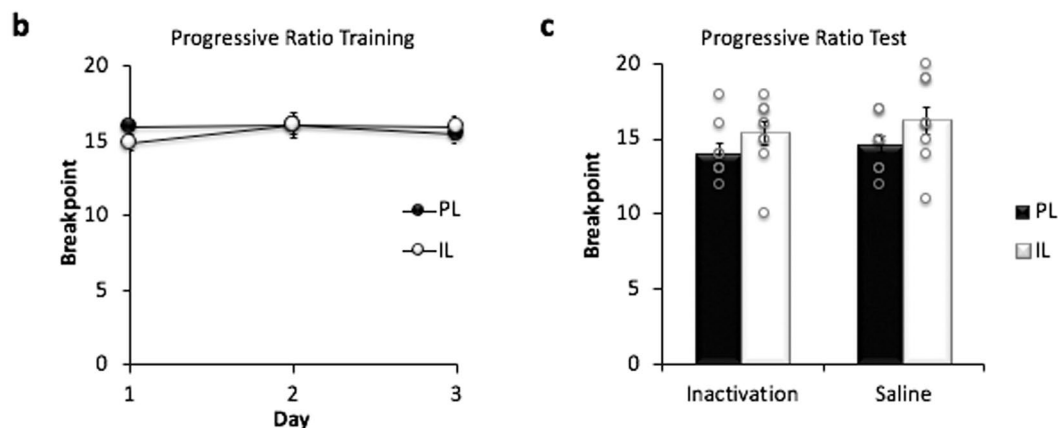 b
Progressive Ratio Training
20
15
10
5
0
Breakpoint
PL
IL
1 2 3
Day
c
Progressive Ratio Test
20
15
10
5
0
Breakpoint
PL
IL
Inactivation Saline